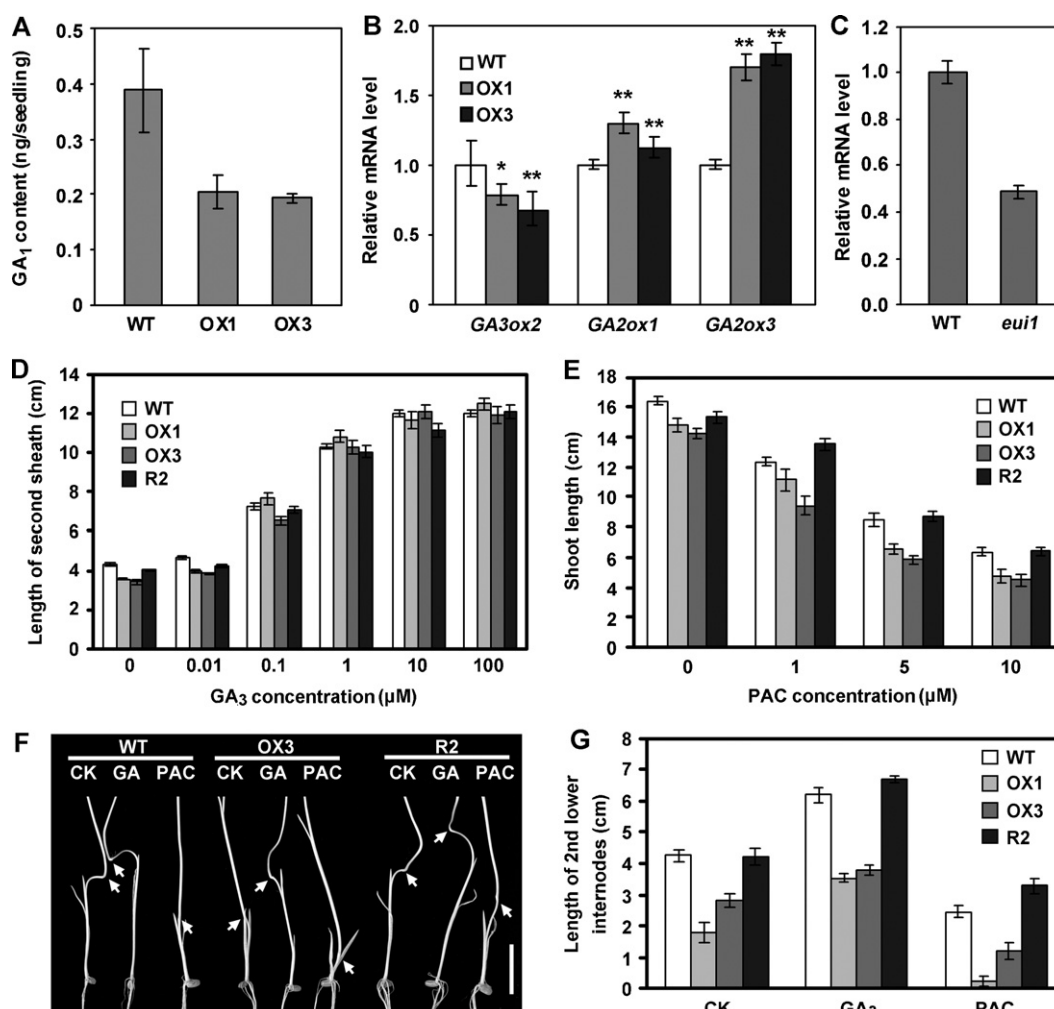 A
GA1 content (ng/seedling)
0.5
0.4
0.3
0.2
0.1
0
WT OX1 OX3
B
Relative mRNA level
2.0
1.5
1.0
0.5
0
WT
OX1
OX3
* **
** **
** **
GA3ox2 GA2ox1 GA2ox3
C
Relative mRNA level
1.2
1.0
0.8
0.6
0.4
0.2
0.0
WT eui1
D
Length of second sheath (cm)
14
12
10
8
6
4
2
0
WT
OX1
OX3
R2
0 0.01 0.1 1 10 100
GA3 concentration (μM)
E
Shoot length (cm)
18
16
14
12
10
8
6
4
2
0
WT
OX1
OX3
R2
0 1 5 10
PAC concentration (μM)
F
WT OX3 R2
CK GA PAC CK GA PAC CK GA PAC
G
Length of 2nd lower
internodes (cm)
8
7
6
5
4
3
2
1
0
WT
OX1
OX3
R2
CK GA3 PAC